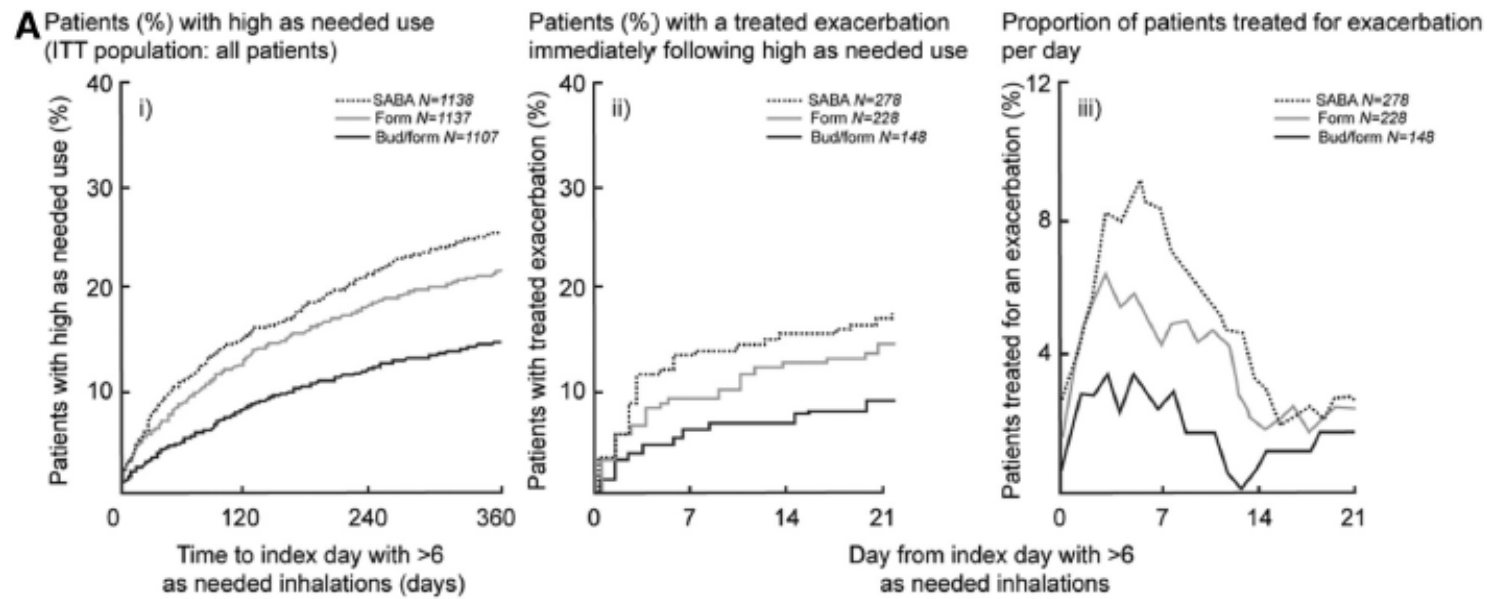 A
Patients (%) with high as needed use
(ITT population: all patients)
Patients with high as needed use (%)
40
30
20
10
i)
SABA N=1138
Form N=1137
Bud/form N=1107
0 120 240 360
Time to index day with >6
as needed inhalations (days)
Patients (%) with a treated exacerbation
immediately following high as needed use
Patients with treated exacerbation (%)
40
30
20
10
ii)
SABA N=278
Form N=228
Bud/form N=148
0 7 14 21
Proportion of patients treated for exacerbation
per day
Patients treated for an exacerbation (%)
12
8
4
iii)
SABA N=278
Form N=228
Bud/form N=148
0 7 14 21
Day from index day with >6
as needed inhalations